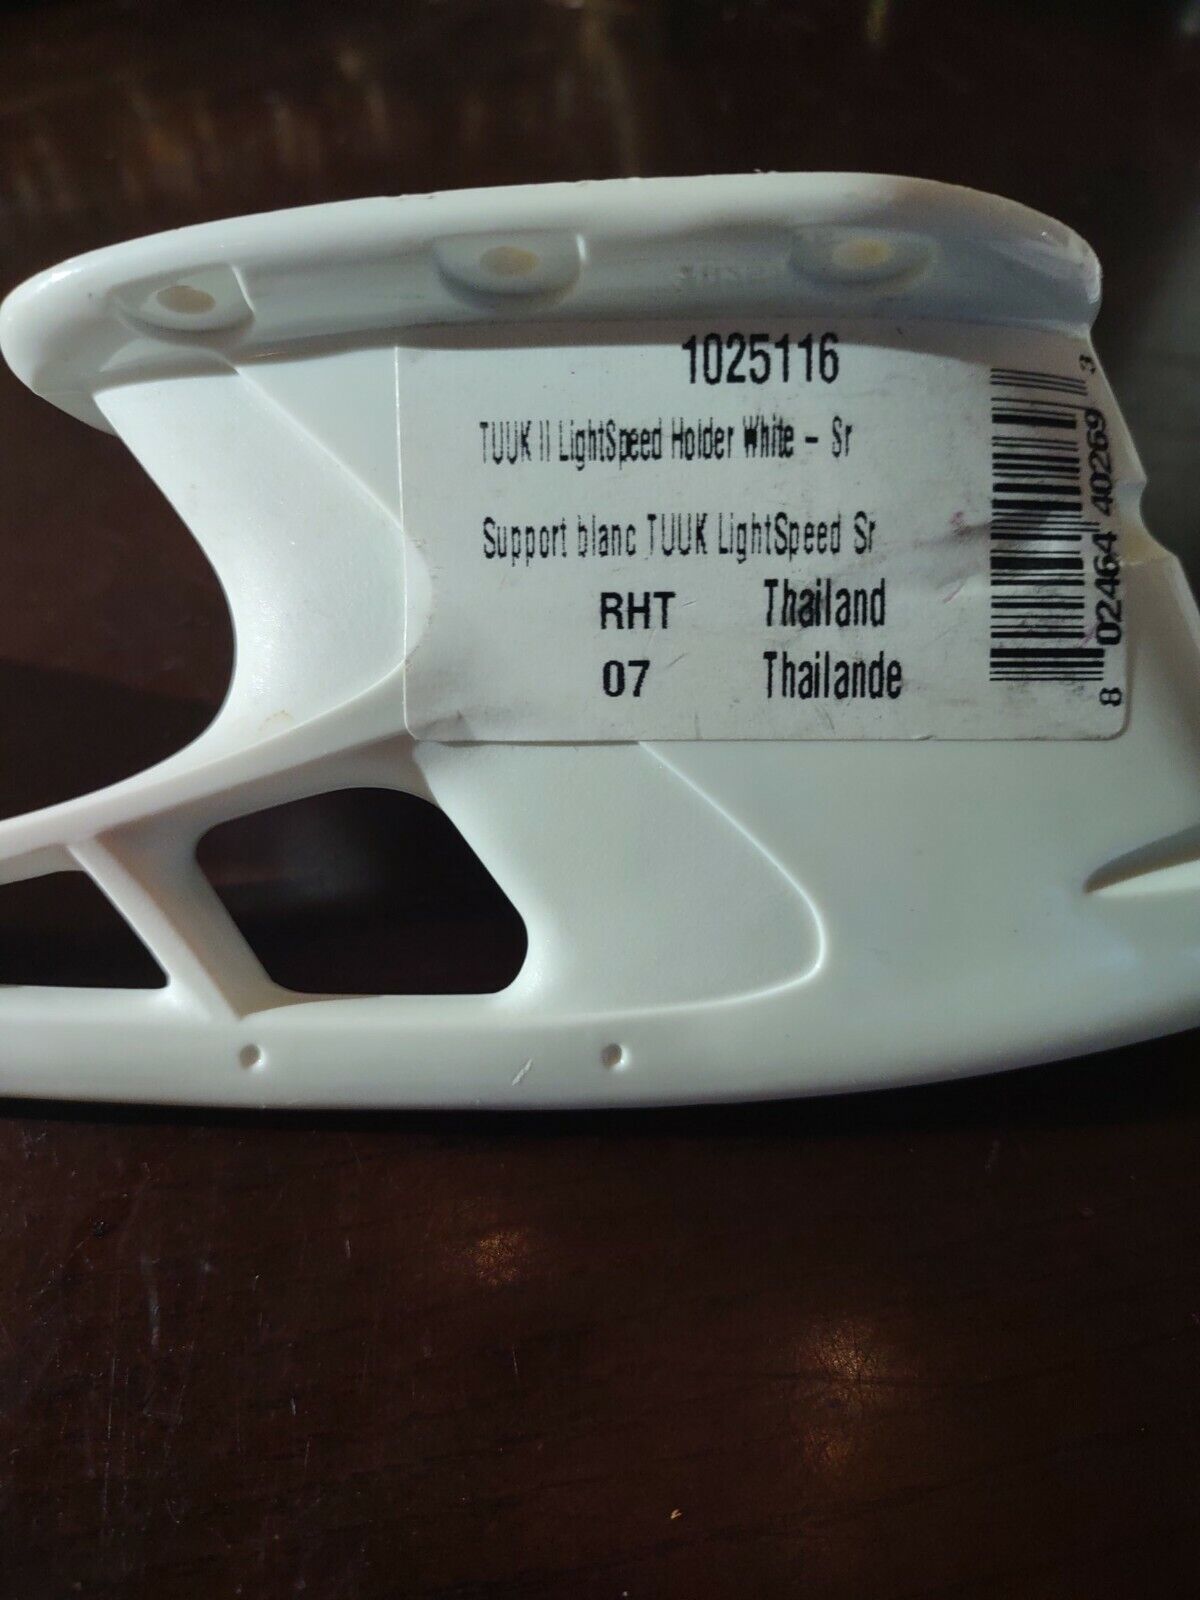 1025116
TUUK II LightSpeed Holder White – Sr
Support blanc TUUK LightSpeed Sr
RHT Thailand
07 Thailande
8 02464 40269 3